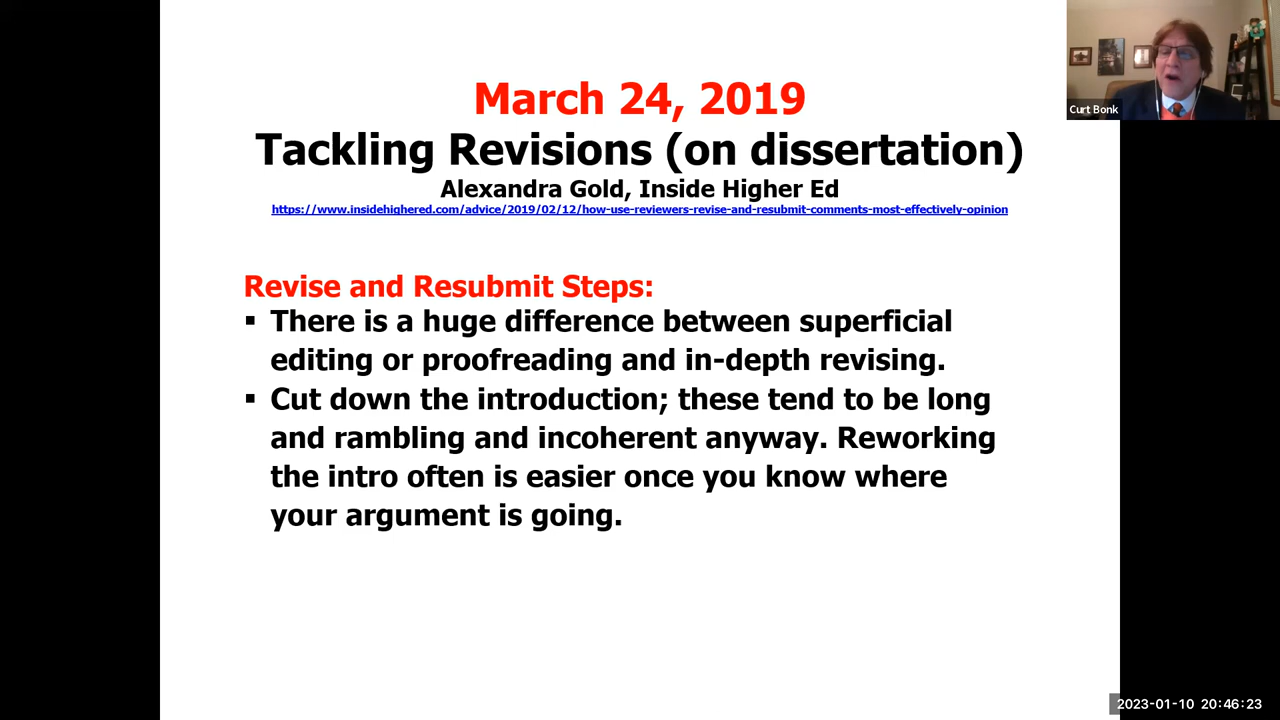 March 24, 2019
Tackling Revisions (on dissertation)
Alexandra Gold, Inside Higher Ed
https://www.insidehighered.com/advice/2019/02/12/how-use-reviewers-revise-and-resubmit-comments-most-effectively-opinion
Revise and Resubmit Steps:
▪ There is a huge difference between superficial
editing or proofreading and in-depth revising.
▪ Cut down the introduction; these tend to be long
and rambling and incoherent anyway. Reworking
the intro often is easier once you know where
your argument is going.
Curt Bonk
2023-01-10 20:46:23